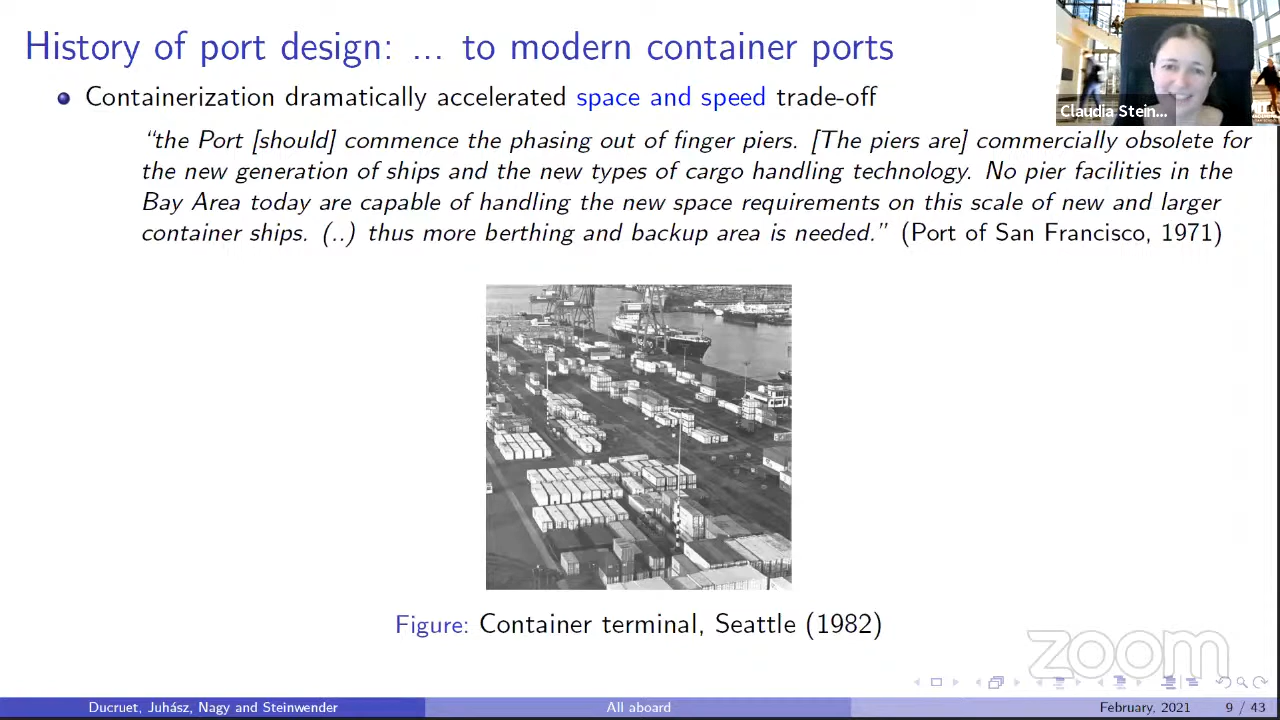 History of port design: ... to modern container ports
Claudia Stein...
Containerization dramatically accelerated space and speed trade-off
“the Port [should] commence the phasing out of finger piers. [The piers are] commercially obsolete for
the new generation of ships and the new types of cargo handling technology. No pier facilities in the
Bay Area today are capable of handling the new space requirements on this scale of new and larger
container ships. (..) thus more berthing and backup area is needed.” (Port of San Francisco, 1971)
Figure: Container terminal, Seattle (1982)
zoom
Ducruet, Juhász, Nagy and Steinwender
All aboard
February, 2021
9 / 43